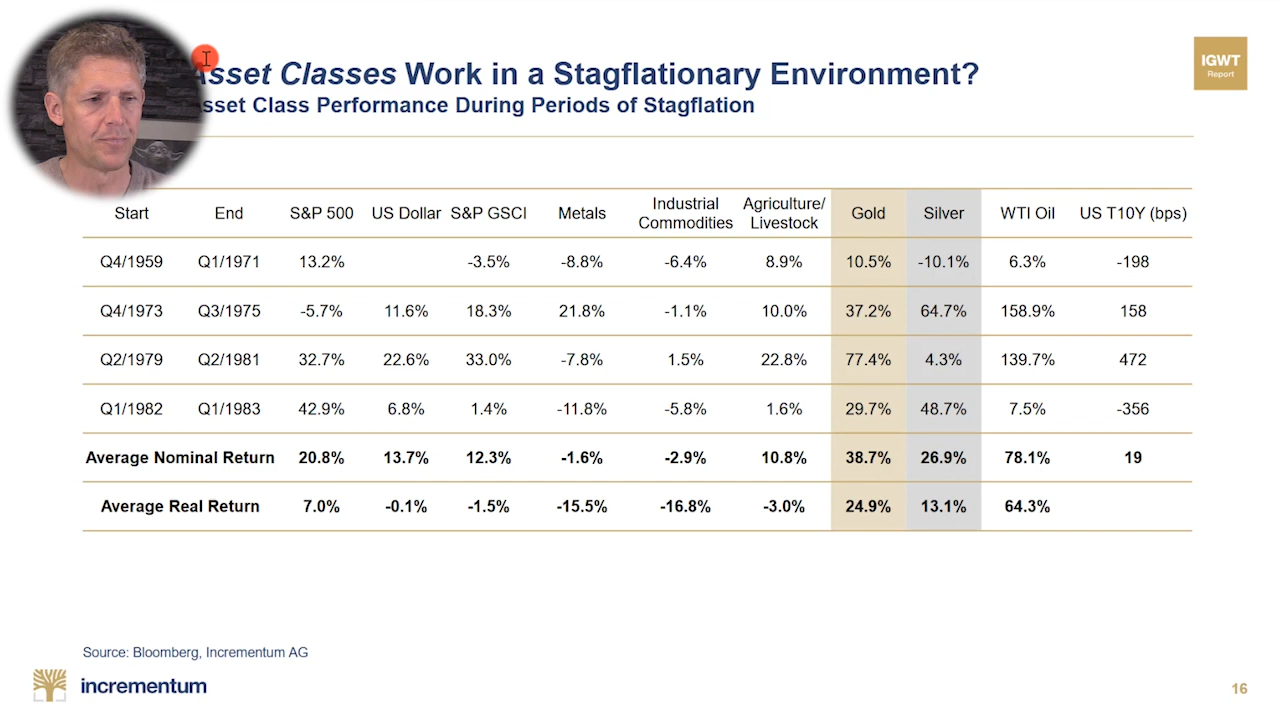 Asset Classes Work in a Stagflationary Environment?
Asset Class Performance During Periods of Stagflation
IGWT
Report
Start End S&P 500 US Dollar S&P GSCI Metals Industrial Commodities Agriculture/ Livestock Gold Silver WTI Oil US T10Y (bps)
Q4/1959 Q1/1971 13.2% -3.5% -8.8% -6.4% 8.9% 10.5% -10.1% 6.3% -198
Q4/1973 Q3/1975 -5.7% 11.6% 18.3% 21.8% -1.1% 10.0% 37.2% 64.7% 158.9% 158
Q2/1979 Q2/1981 32.7% 22.6% 33.0% -7.8% 1.5% 22.8% 77.4% 4.3% 139.7% 472
Q1/1982 Q1/1983 42.9% 6.8% 1.4% -11.8% -5.8% 1.6% 29.7% 48.7% 7.5% -356
Average Nominal Return 20.8% 13.7% 12.3% -1.6% -2.9% 10.8% 38.7% 26.9% 78.1% 19
Average Real Return 7.0% -0.1% -1.5% -15.5% -16.8% -3.0% 24.9% 13.1% 64.3%
Source: Bloomberg, Incrementum AG
incrementum
16